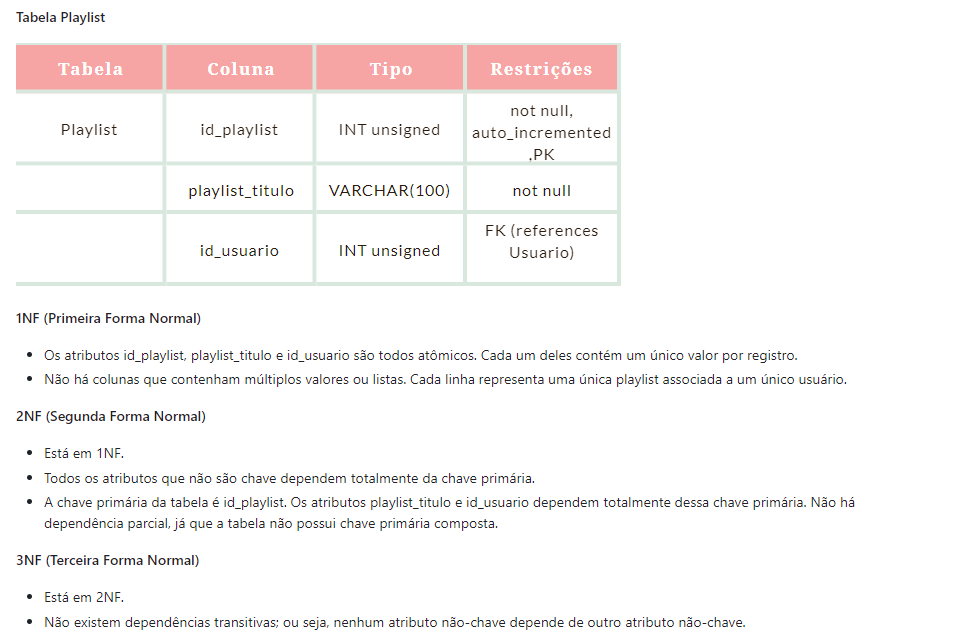 Tabela Playlist
Tabela Coluna Tipo Restrições
Playlist id_playlist INT unsigned not null,
auto_incremented
,PK
playlist_titulo VARCHAR(100) not null
id_usuario INT unsigned FK (references
Usuario)
1NF (Primeira Forma Normal)
• Os atributos id_playlist, playlist_titulo e id_usuario são todos atômicos. Cada um deles contém um único valor por registro.
• Não há colunas que contenham múltiplos valores ou listas. Cada linha representa uma única playlist associada a um único usuário.
2NF (Segunda Forma Normal)
• Está em 1NF.
• Todos os atributos que não são chave dependem totalmente da chave primária.
• A chave primária da tabela é id_playlist. Os atributos playlist_titulo e id_usuario dependem totalmente dessa chave primária. Não há
dependência parcial, já que a tabela não possui chave primária composta.
3NF (Terceira Forma Normal)
• Está em 2NF.
• Não existem dependências transitivas; ou seja, nenhum atributo não-chave depende de outro atributo não-chave.